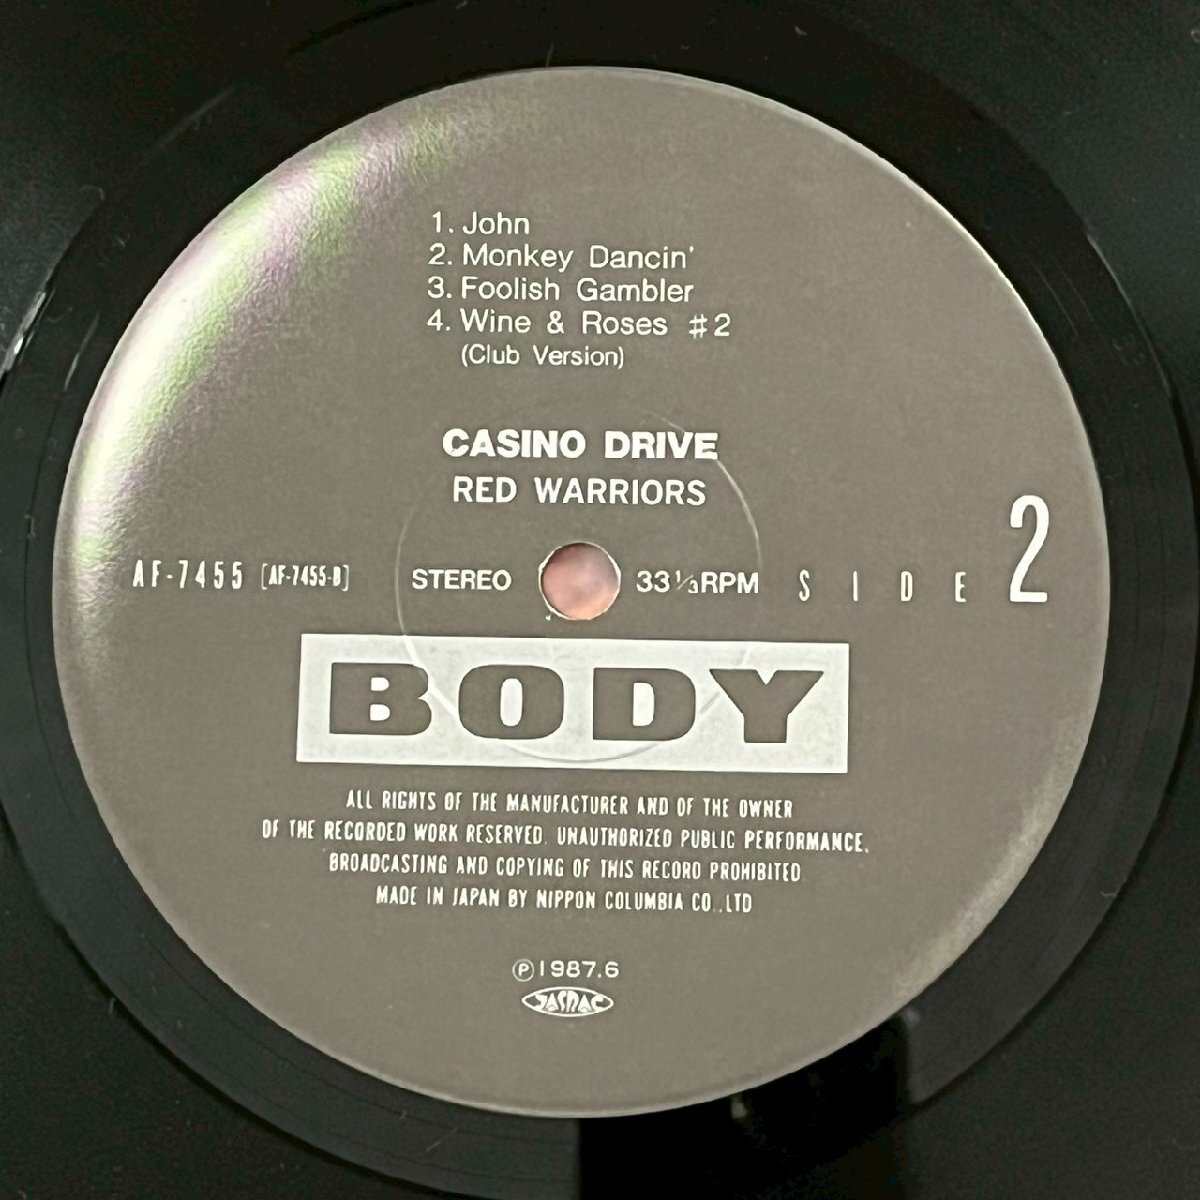 1. John
2. Monkey Dancin'
3. Foolish Gambler
4. Wine & Roses #2
(Club Version)
CASINO DRIVE
RED WARRIORS
AF-7455 [AF-7455-B] STEREO 33⅓RPM SIDE 2
BODY
ALL RIGHTS OF THE MANUFACTURER AND OF THE OWNER
OF THE RECORDED WORK RESERVED. UNAUTHORIZED PUBLIC PERFORMANCE,
BROADCASTING AND COPYING OF THIS RECORD PROHIBITED
MADE IN JAPAN BY NIPPON COLUMBIA CO.,LTD
℗1987.6
JASRAC